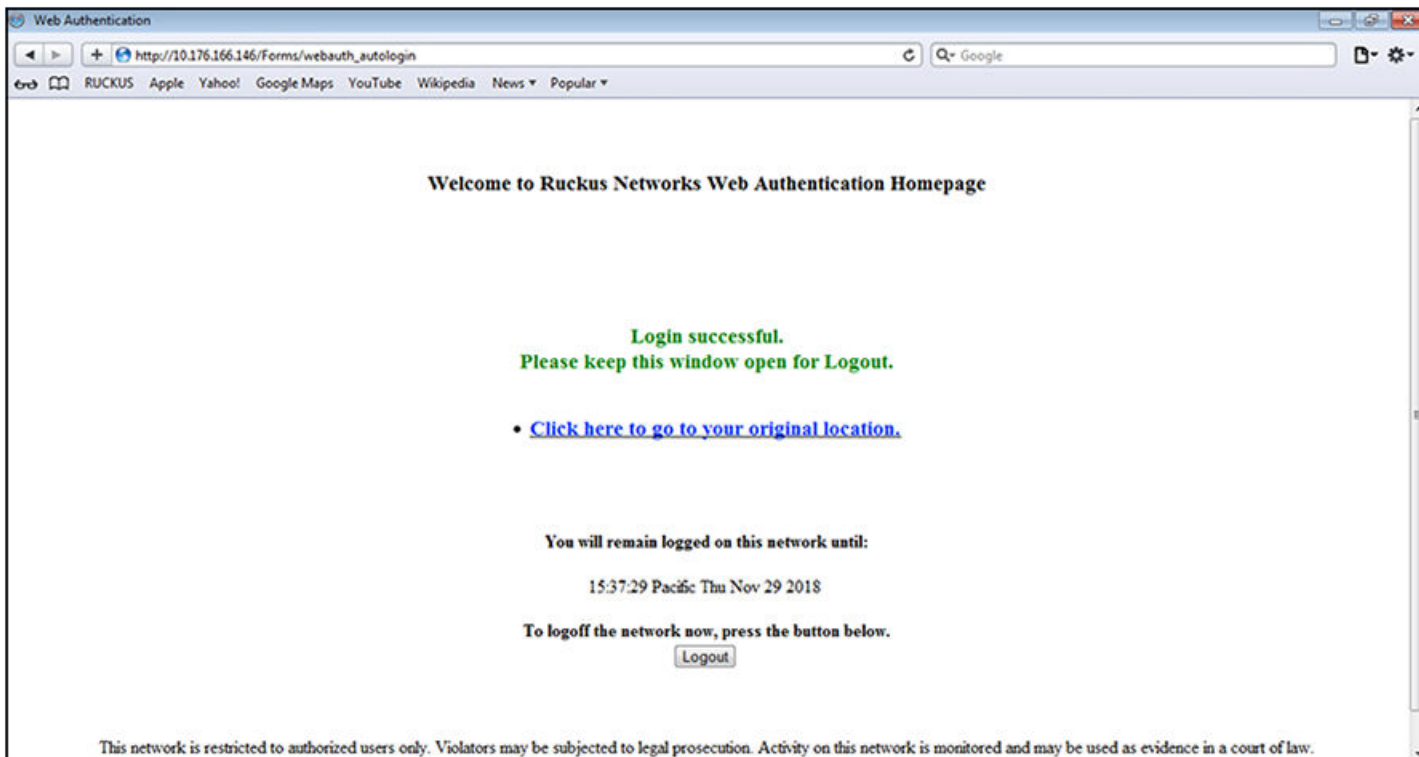 Web Authentication
http://10.176.166.146/Forms/webauth_autologin
Google
RUCKUS Apple Yahoo! Google Maps YouTube Wikipedia News Popular
Welcome to Ruckus Networks Web Authentication Homepage
Login successful.
Please keep this window open for Logout.
• Click here to go to your original location.
You will remain logged on this network until:
15:37:29 Pacific Thu Nov 29 2018
To logoff the network now, press the button below.
Logout
This network is restricted to authorized users only. Violators may be subjected to legal prosecution. Activity on this network is monitored and may be used as evidence in a court of law.